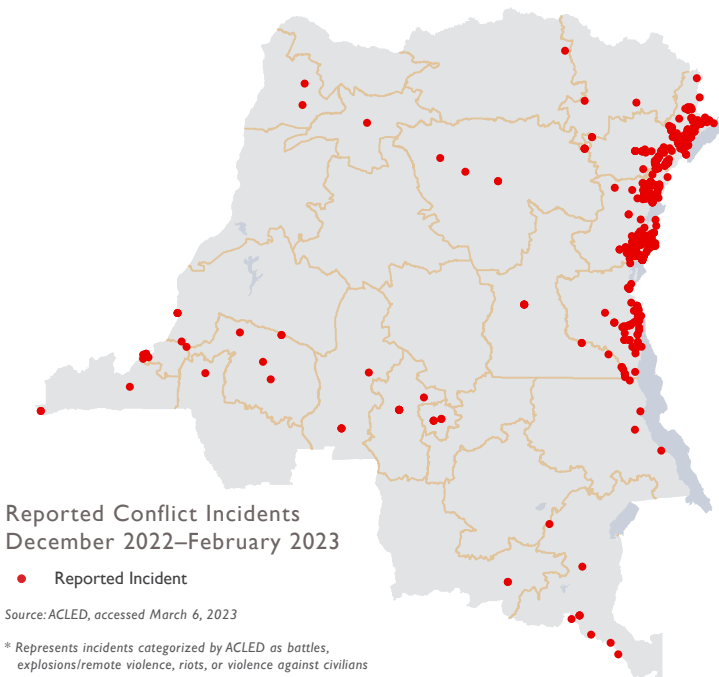 Reported Conflict Incidents
December 2022–February 2023
Reported Incident
Source: ACLED, accessed March 6, 2023
* Represents incidents categorized by ACLED as battles,
explosions/remote violence, riots, or violence against civilians